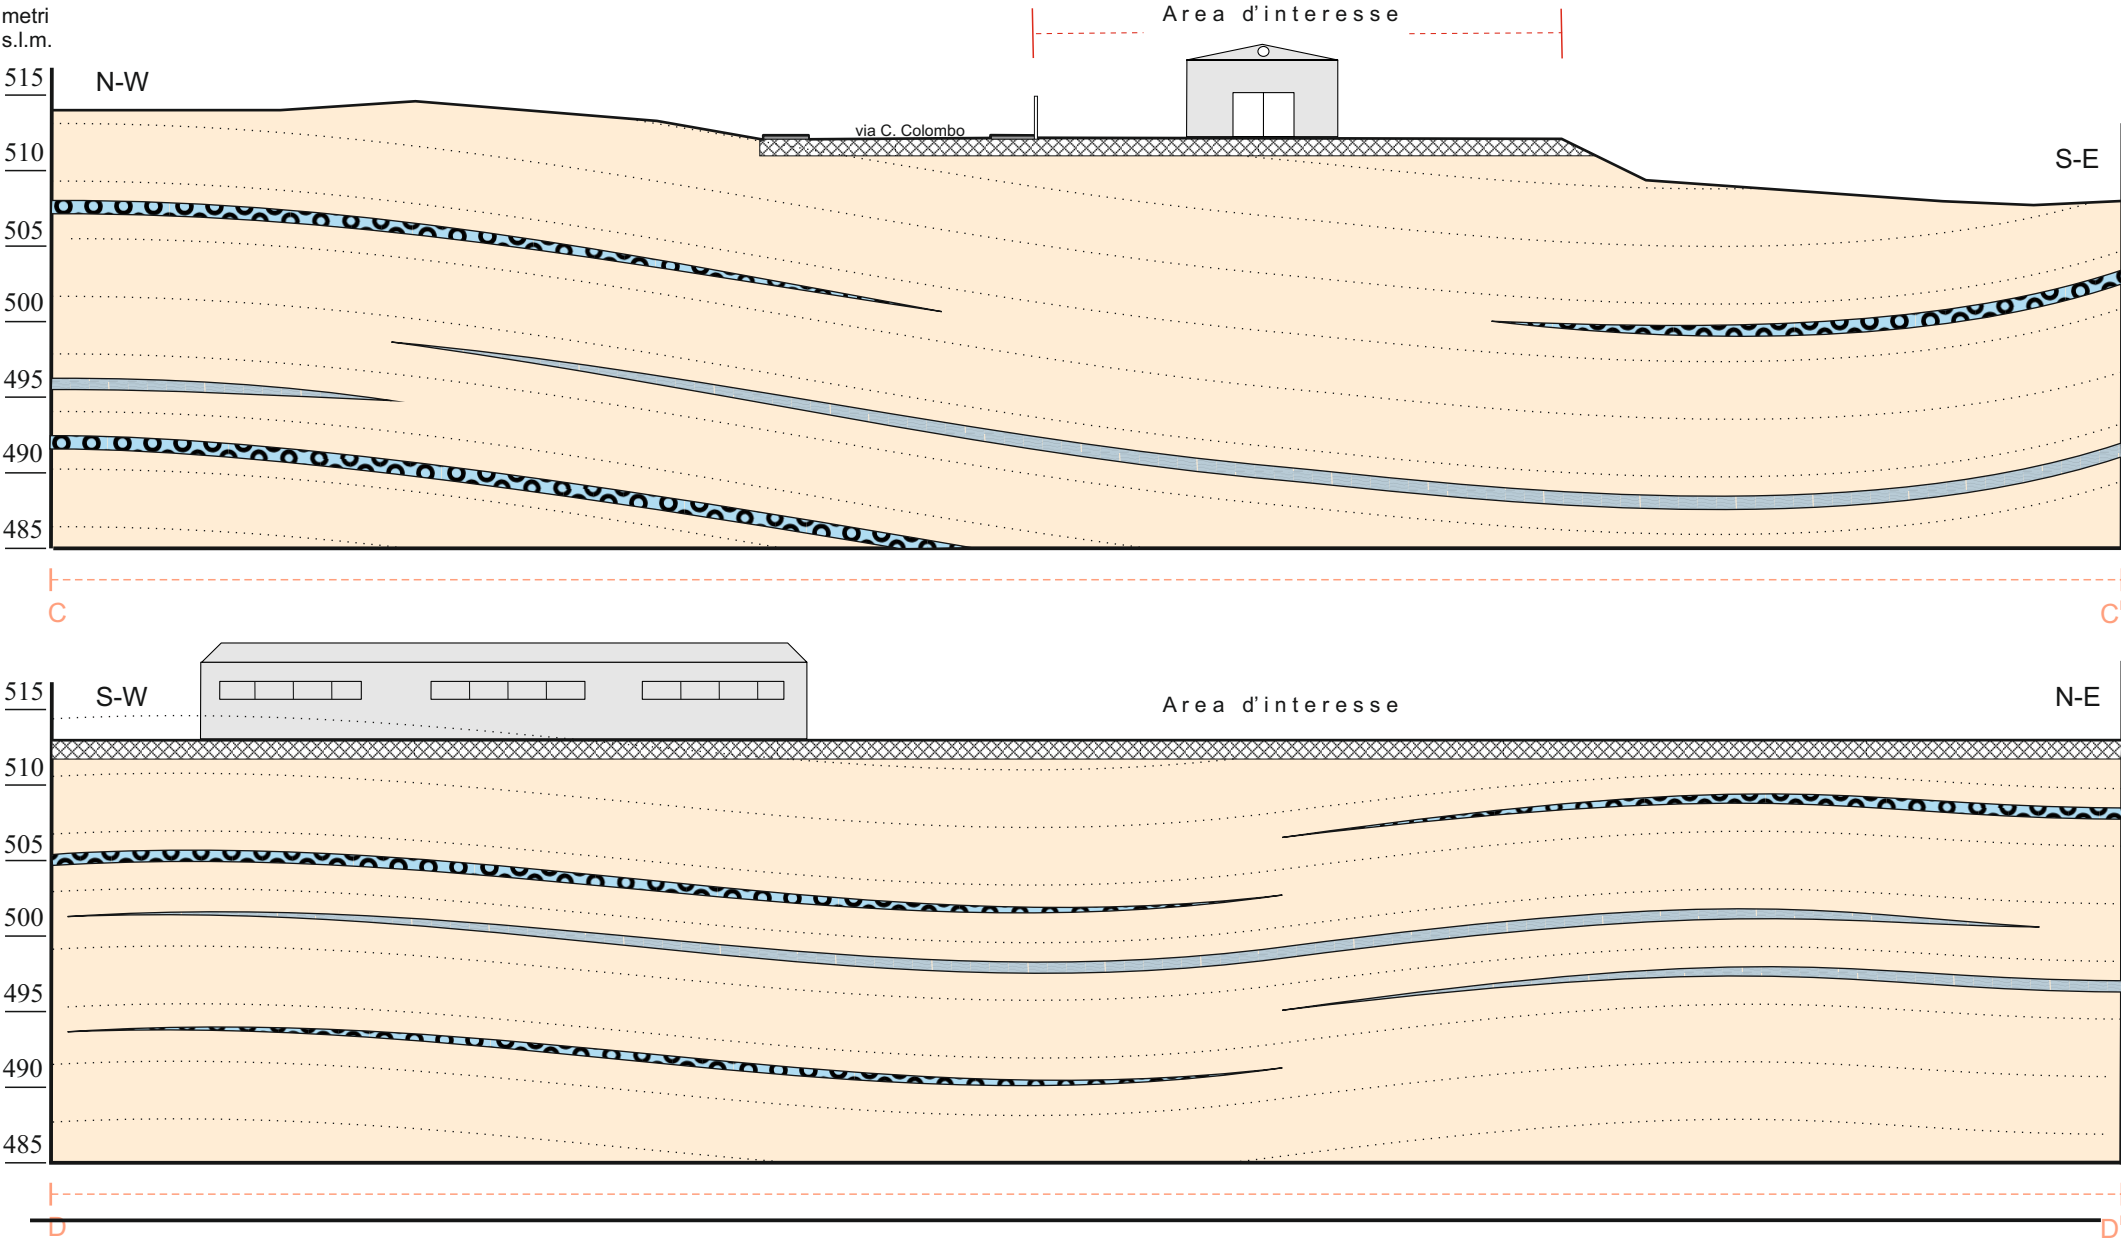 metri
s.l.m.
Area d'interesse
515
N-W
via C. Colombo
510
S-E
505
500
495
490
485
C
C'
515
S-W
Area d'interesse
N-E
510
505
500
495
490
485
D
D'